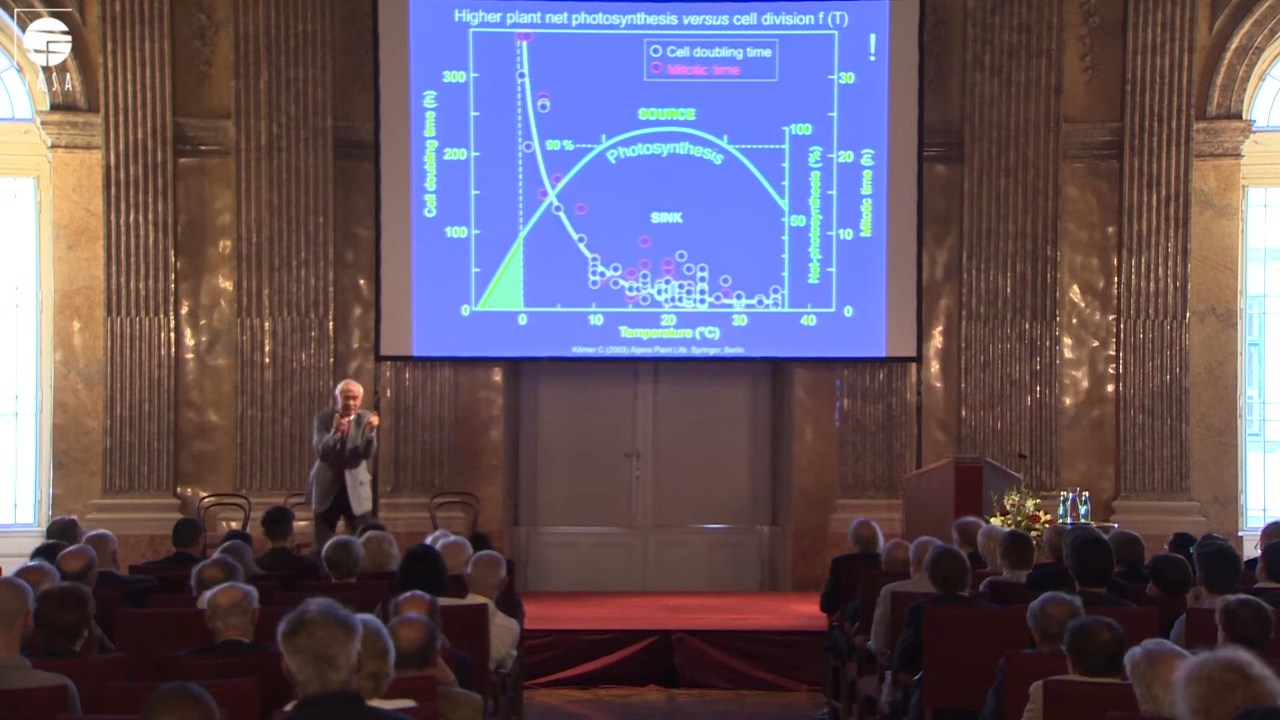 ASA
Higher plant net photosynthesis versus cell division f (T)
!
Cell doubling time
Mitotic time
300
200
100
0
Cell doubling time (h)
SOURCE
90 %
Photosynthesis
SINK
100
50
Net-photosynthesis (%)
30
20
10
0
Mitotic time (h)
0 10 20 30 40
Temperature (°C)
Körner C (2003) Alpine Plant Life. Springer, Berlin